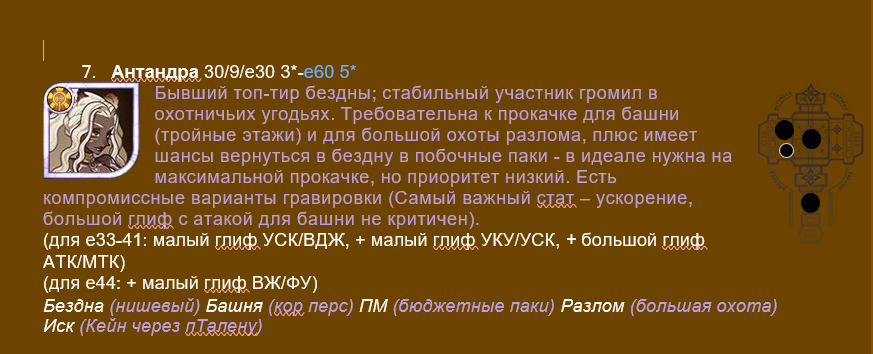 7. Антандра 30/9/e30 3*-e60 5*
Бывший топ-тир бездны; стабильный участник громил в
охотничьих угодьях. Требовательна к прокачке для башни
(тройные этажи) и для большой охоты разлома, плюс имеет
шансы вернуться в бездну в побочные паки - в идеале нужна на
максимальной прокачке, но приоритет низкий. Есть
компромиссные варианты гравировки (Самый важный стат – ускорение,
большой глиф с атакой для башни не критичен).
(для е33-41: малый глиф УСК/ВДЖ, + малый глиф УКУ/УСК, + большой глиф
АТК/МТК)
(для е44: + малый глиф ВЖ/ФУ)
Бездна (нишевый) Башня (кор перс) ПМ (бюджетные паки) Разлом (большая охота)
Иск (Кейн через пТалену)